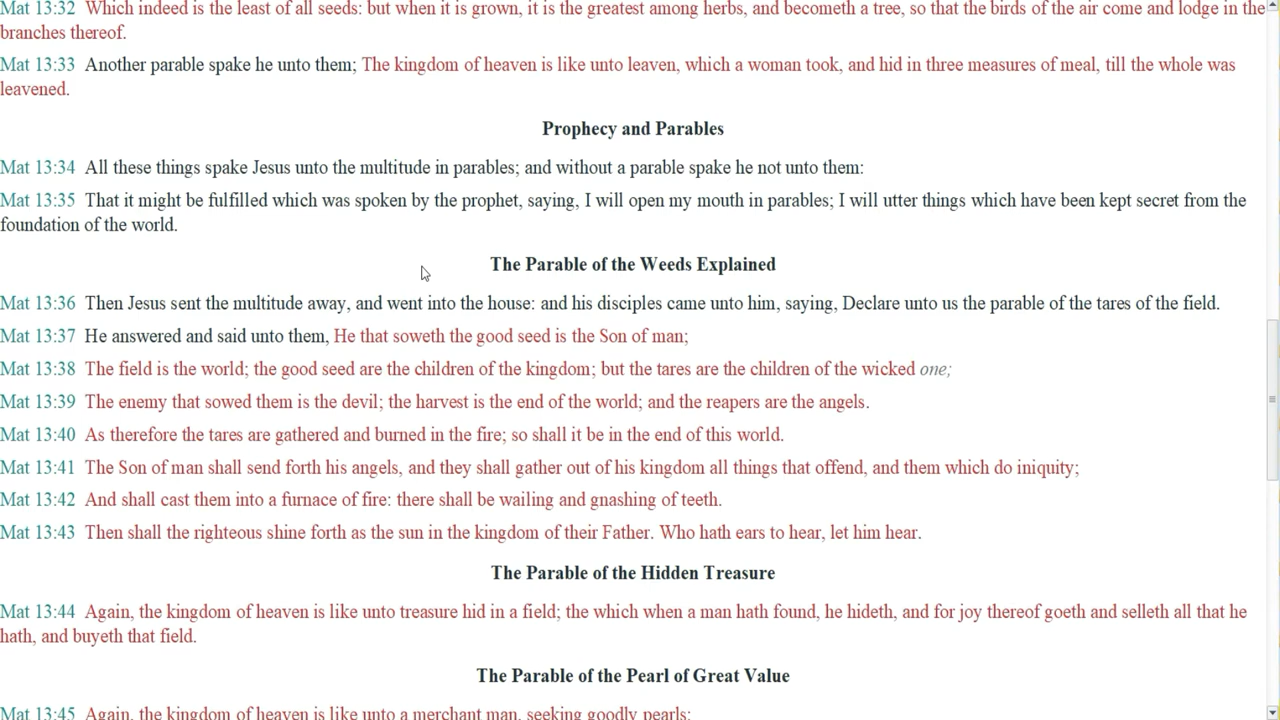 Mat 13:32 Which indeed is the least of all seeds: but when it is grown, it is the greatest among herbs, and becometh a tree, so that the birds of the air come and lodge in the
branches thereof.
Mat 13:33 Another parable spake he unto them; The kingdom of heaven is like unto leaven, which a woman took, and hid in three measures of meal, till the whole was
leavened.
Prophecy and Parables
Mat 13:34 All these things spake Jesus unto the multitude in parables; and without a parable spake he not unto them:
Mat 13:35 That it might be fulfilled which was spoken by the prophet, saying, I will open my mouth in parables; I will utter things which have been kept secret from the
foundation of the world.
The Parable of the Weeds Explained
Mat 13:36 Then Jesus sent the multitude away, and went into the house: and his disciples came unto him, saying, Declare unto us the parable of the tares of the field.
Mat 13:37 He answered and said unto them, He that soweth the good seed is the Son of man;
Mat 13:38 The field is the world; the good seed are the children of the kingdom; but the tares are the children of the wicked one;
Mat 13:39 The enemy that sowed them is the devil; the harvest is the end of the world; and the reapers are the angels.
Mat 13:40 As therefore the tares are gathered and burned in the fire; so shall it be in the end of this world.
Mat 13:41 The Son of man shall send forth his angels, and they shall gather out of his kingdom all things that offend, and them which do iniquity;
Mat 13:42 And shall cast them into a furnace of fire: there shall be wailing and gnashing of teeth.
Mat 13:43 Then shall the righteous shine forth as the sun in the kingdom of their Father. Who hath ears to hear, let him hear.
The Parable of the Hidden Treasure
Mat 13:44 Again, the kingdom of heaven is like unto treasure hid in a field; the which when a man hath found, he hideth, and for joy thereof goeth and selleth all that he
hath, and buyeth that field.
The Parable of the Pearl of Great Value
Mat 13:45 Again, the kingdom of heaven is like unto a merchant man, seeking goodly pearls: